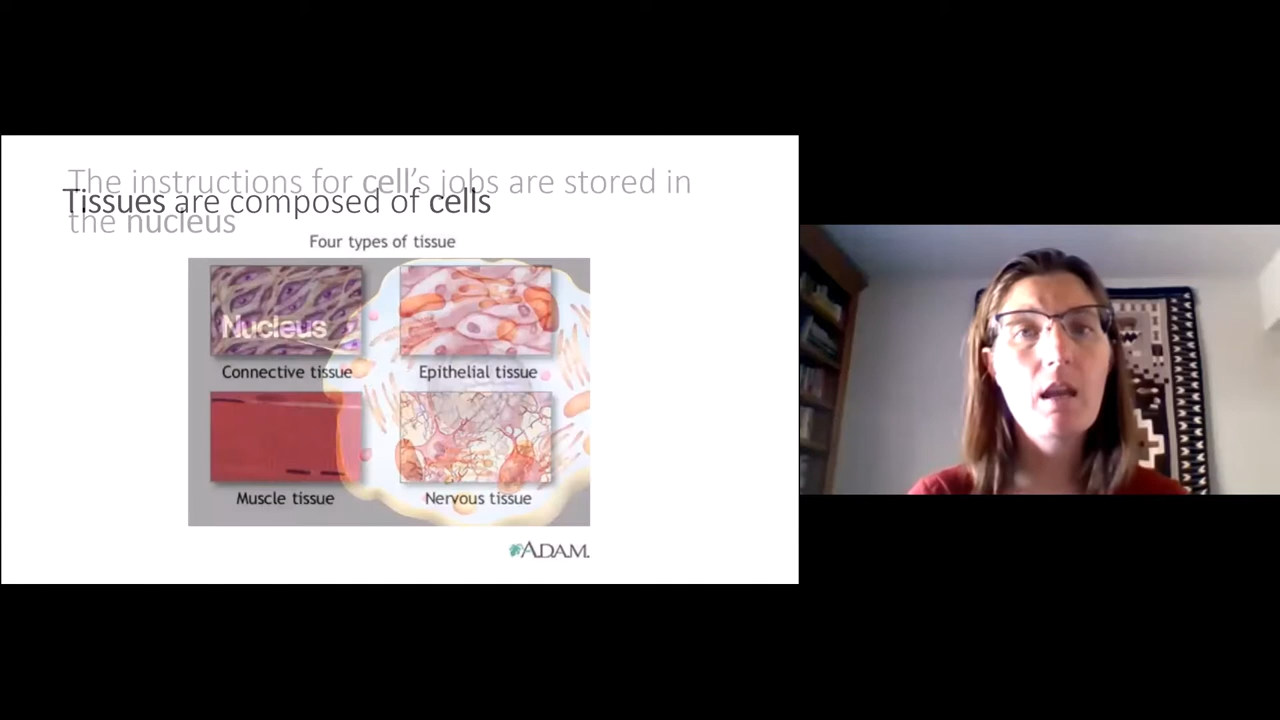 The instructions for cell's jobs are stored in
the nucleus
Tissues are composed of cells
Four types of tissue
Nucleus
Connective tissue
Epithelial tissue
Muscle tissue
Nervous tissue
ADAM.